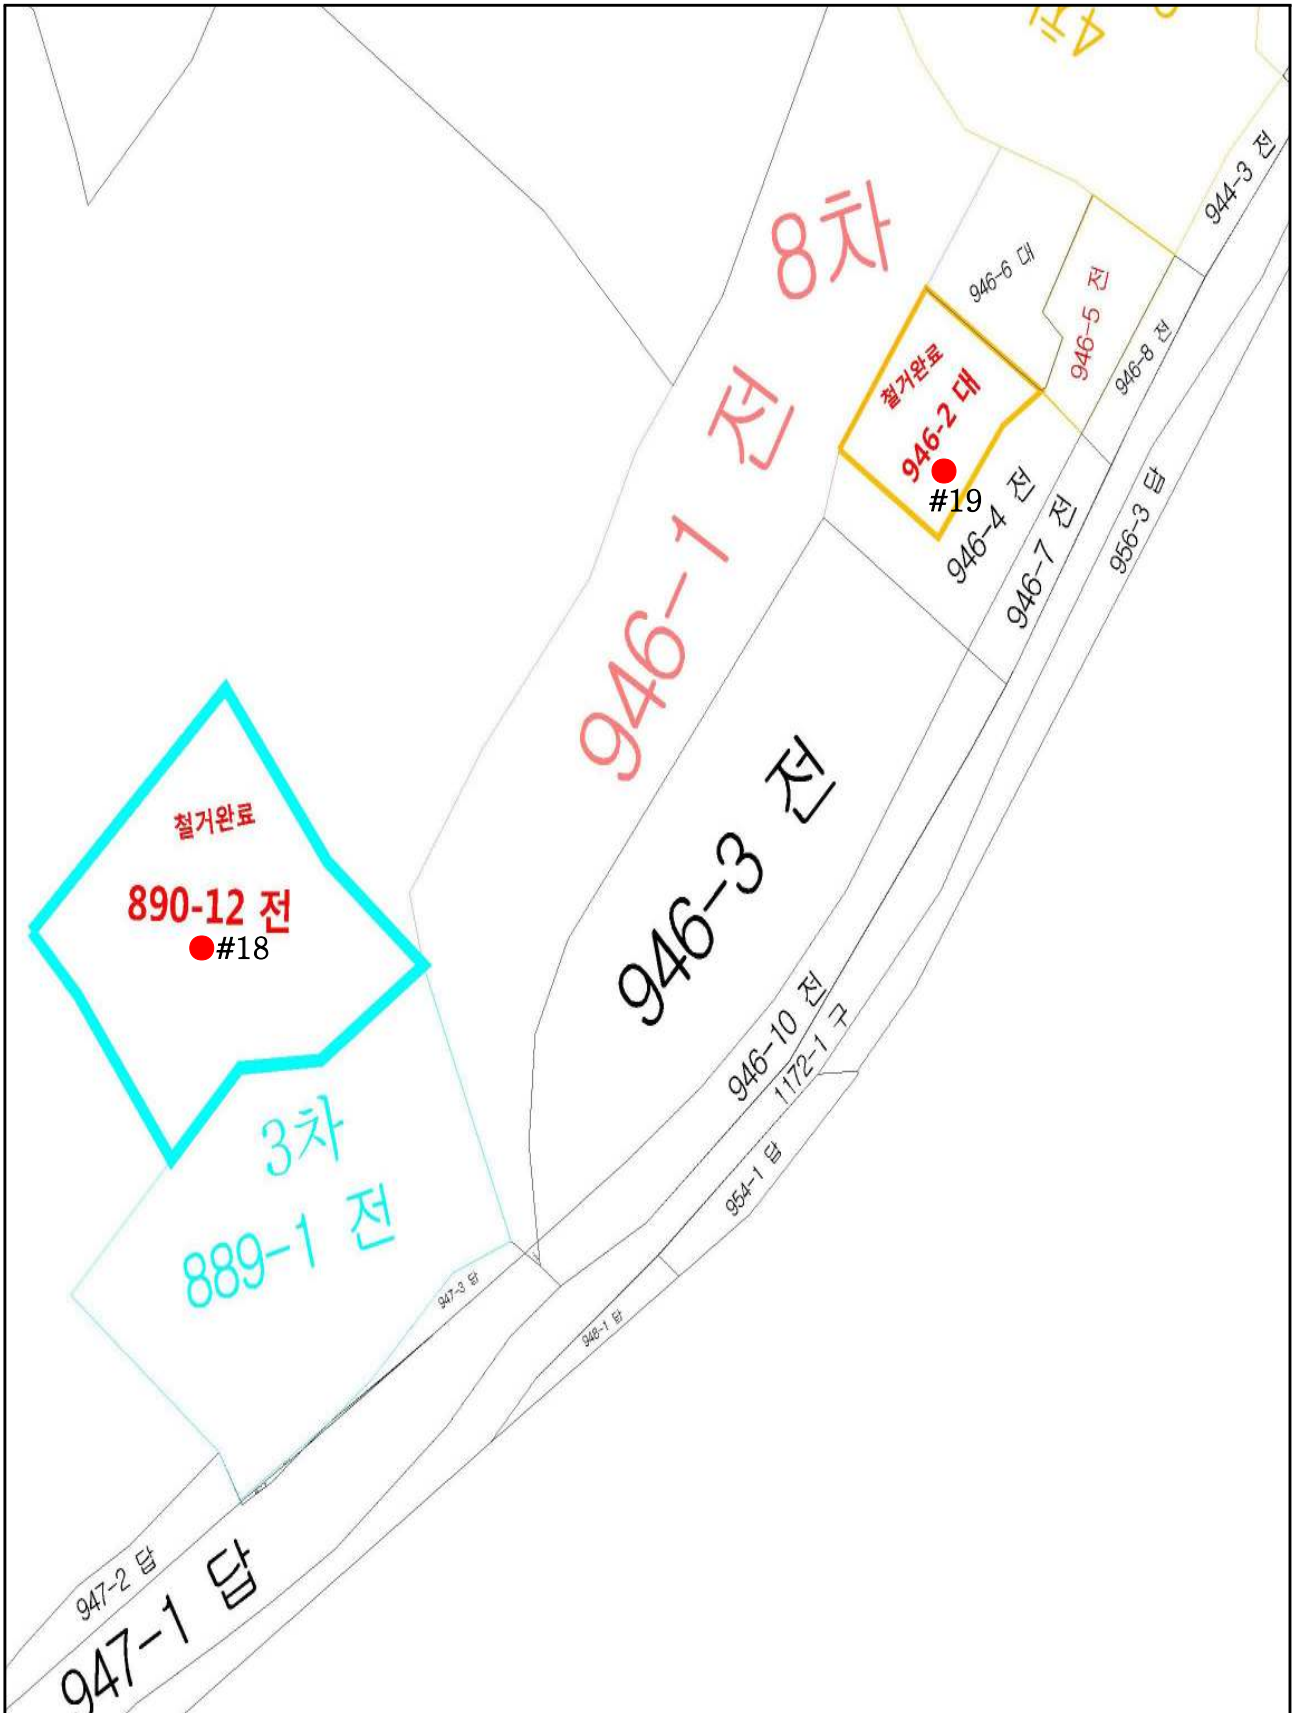 4차
944-3 전
8차
946-6 대
946-5 전
946-8 전
철거완료
946-2 대
#19
전
946-1
946-4 전
946-7 전
956-3 답
946-3 전
철거완료
890-12 전
#18
946-10 전
1172-1 구
3차
889-1 전
954-1 답
947-3 답
948-1 답
947-2 답
947-1 답